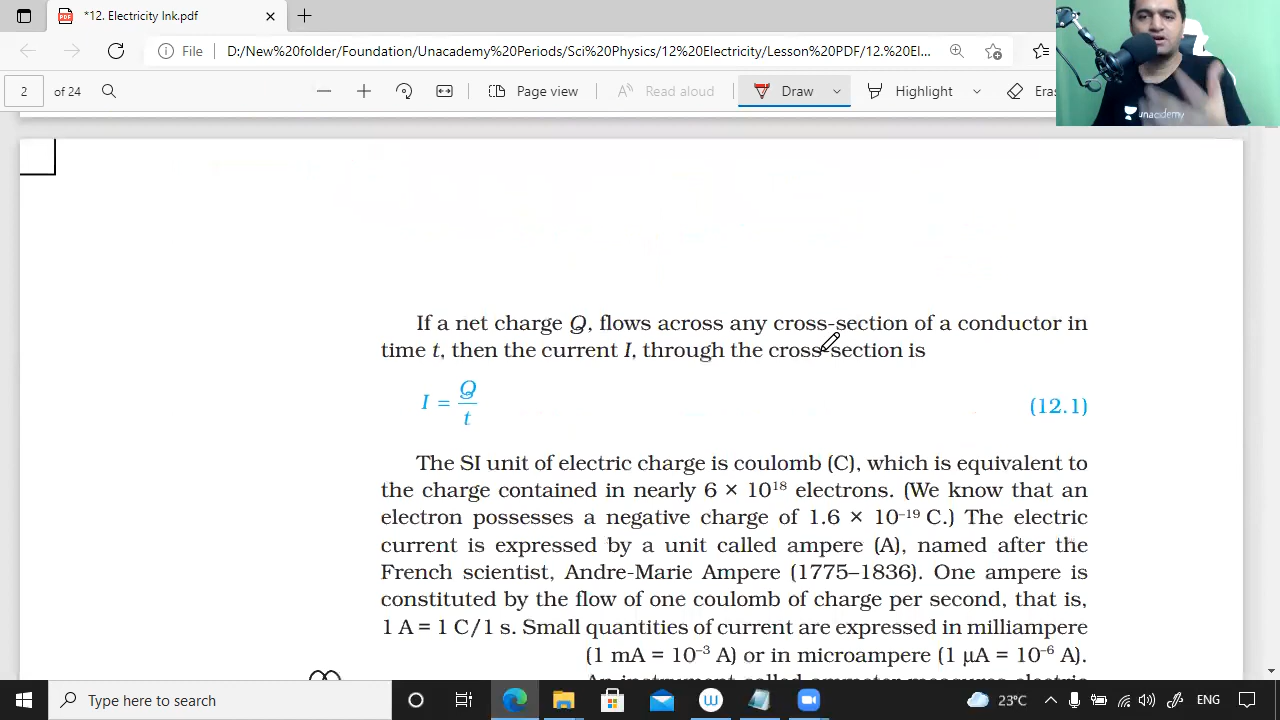 *12. Electricity Ink.pdf
File
D:/New%20folder/Foundation/Unacademy%20Periods/Sci%20Physics/12%20Electricity/Lesson%20PDF/12.%20El...
2 of 24
Page view
Read aloud
Draw
Highlight
Eras
unacademy
If a net charge Q, flows across any cross-section of a conductor in
time t, then the current I, through the cross-section is
I = Q/t (12.1)
The SI unit of electric charge is coulomb (C), which is equivalent to
the charge contained in nearly 6 × 10¹⁸ electrons. (We know that an
electron possesses a negative charge of 1.6 × 10⁻¹⁹ C.) The electric
current is expressed by a unit called ampere (A), named after the
French scientist, Andre-Marie Ampere (1775–1836). One ampere is
constituted by the flow of one coulomb of charge per second, that is,
1 A = 1 C/1 s. Small quantities of current are expressed in milliampere
(1 mA = 10⁻³ A) or in microampere (1 µA = 10⁻⁶ A).
An instrument called ammeter measures electric
Type here to search
23°C
ENG